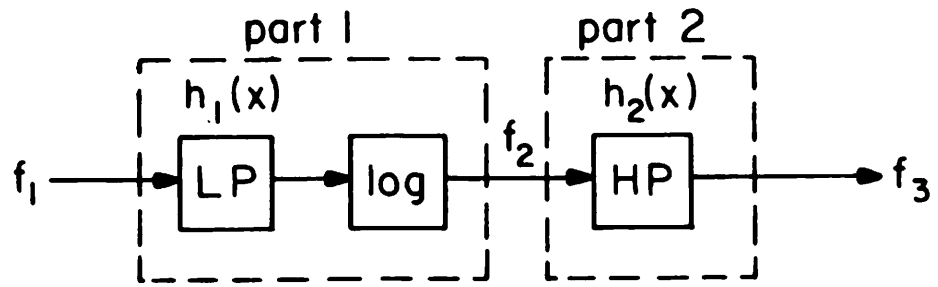 part 1 part 2
h₁(x) h₂(x)
f₁ LP log f₂ HP f₃